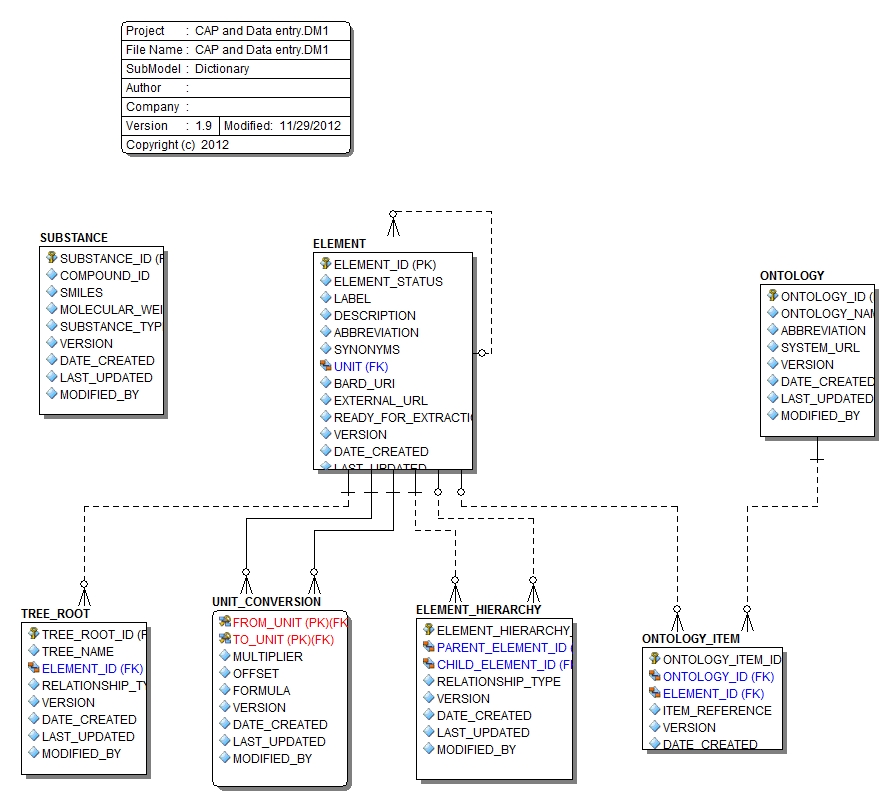 Project : CAP and Data entry.DM1
File Name : CAP and Data entry.DM1
SubModel : Dictionary
Author :
Company :
Version : 1.9 Modified: 11/29/2012
Copyright (c) 2012
SUBSTANCE
SUBSTANCE_ID (F
COMPOUND_ID
SMILES
MOLECULAR_WEI
SUBSTANCE_TYP
VERSION
DATE_CREATED
LAST_UPDATED
MODIFIED_BY
ELEMENT
ELEMENT_ID (PK)
ELEMENT_STATUS
LABEL
DESCRIPTION
ABBREVIATION
SYNONYMS
UNIT (FK)
BARD_URI
EXTERNAL_URL
READY_FOR_EXTRACTI
VERSION
DATE_CREATED
LAST_UPDATED
ONTOLOGY
ONTOLOGY_ID (
ONTOLOGY_NAM
ABBREVIATION
SYSTEM_URL
VERSION
DATE_CREATED
LAST_UPDATED
MODIFIED_BY
TREE_ROOT
TREE_ROOT_ID (F
TREE_NAME
ELEMENT_ID (FK)
RELATIONSHIP_TY
VERSION
DATE_CREATED
LAST_UPDATED
MODIFIED_BY
UNIT_CONVERSION
FROM_UNIT (PK)(FK
TO_UNIT (PK)(FK)
MULTIPLIER
OFFSET
FORMULA
VERSION
DATE_CREATED
LAST_UPDATED
MODIFIED_BY
ELEMENT_HIERARCHY
ELEMENT_HIERARCHY_
PARENT_ELEMENT_ID (
CHILD_ELEMENT_ID (F
RELATIONSHIP_TYPE
VERSION
DATE_CREATED
LAST_UPDATED
MODIFIED_BY
ONTOLOGY_ITEM
ONTOLOGY_ITEM_ID
ONTOLOGY_ID (FK)
ELEMENT_ID (FK)
ITEM_REFERENCE
VERSION
DATE_CREATED